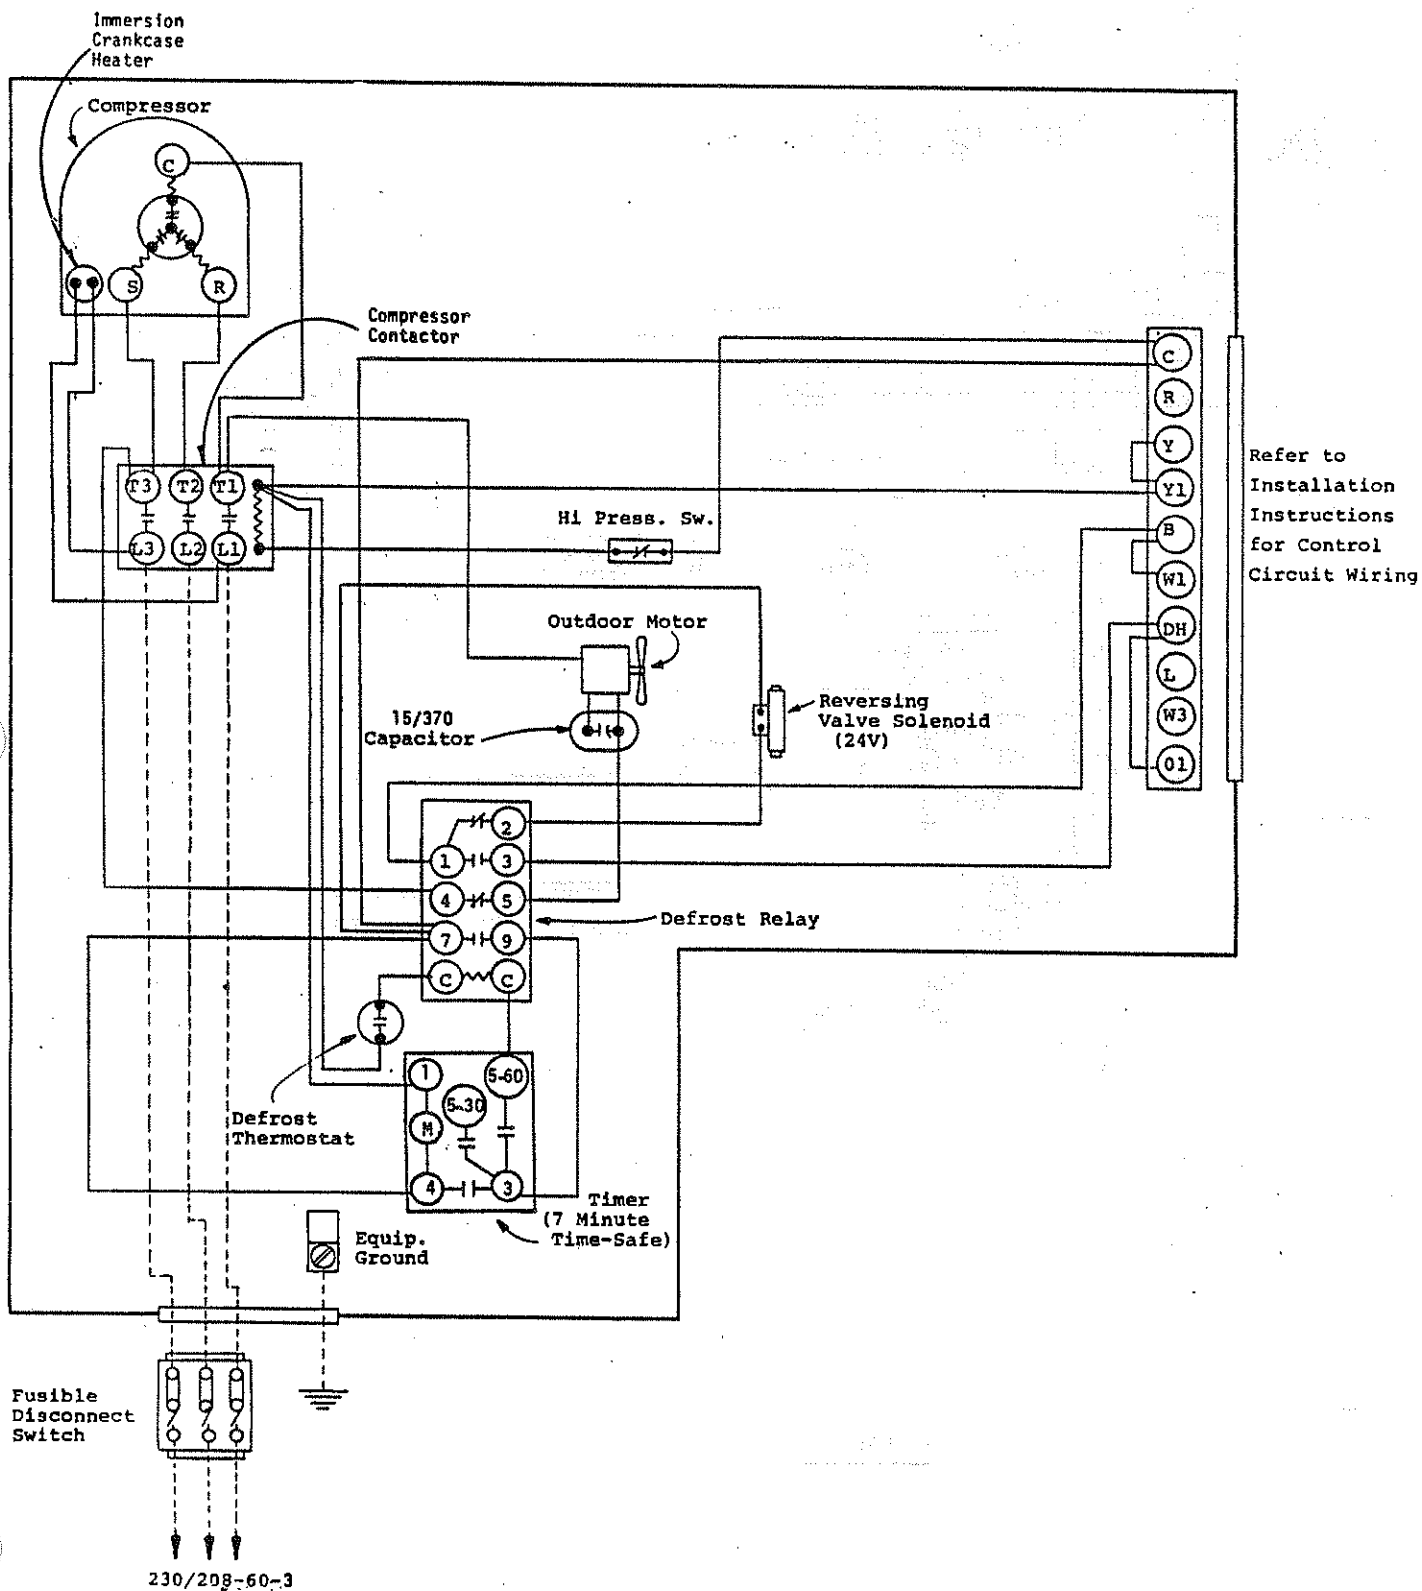 Immersion
Crankcase
Heater
Compressor
C
S
R
Compressor
Contactor
T3
T2
T1
L3
L2
L1
Hi Press. Sw.
C
R
Y
Y1
B
W1
DH
L
W3
O1
Refer to
Installation
Instructions
for Control
Circuit Wiring
Outdoor Motor
15/370
Capacitor
Reversing
Valve Solenoid
(24V)
2
1
3
4
5
7
9
C
C
Defrost Relay
Defrost
Thermostat
1
5-60
5-30
M
4
3
Timer
(7 Minute
Time-Safe)
Equip.
Ground
Fusible
Disconnect
Switch
230/208-60-3